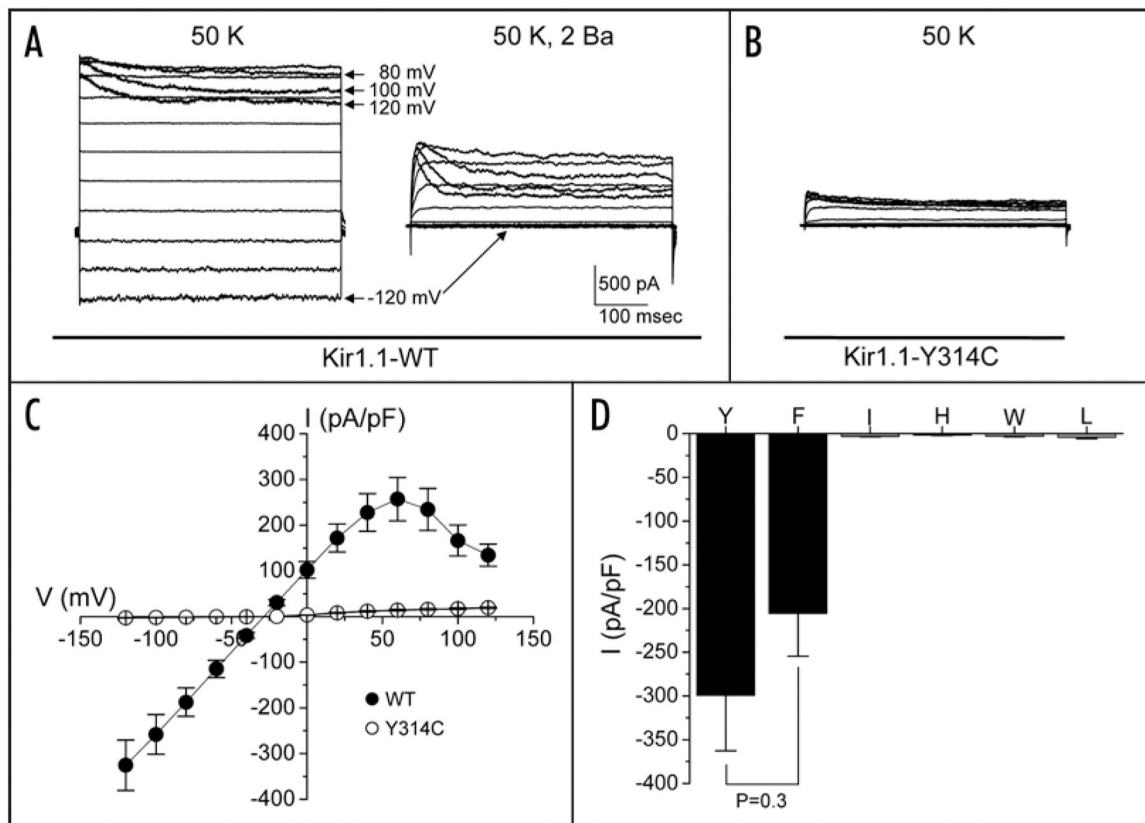 A
50 K
50 K, 2 Ba
80 mV
100 mV
120 mV
-120 mV
500 pA
100 msec
Kir1.1-WT
B
50 K
Kir1.1-Y314C
C
I (pA/pF)
400
300
200
100
V (mV)
-150
-100
-50
50
100
150
-100
-200
-300
-400
WT
Y314C
D
Y F I H W L
0
-50
-100
-150
-200
-250
-300
-350
-400
I (pA/pF)
P=0.3